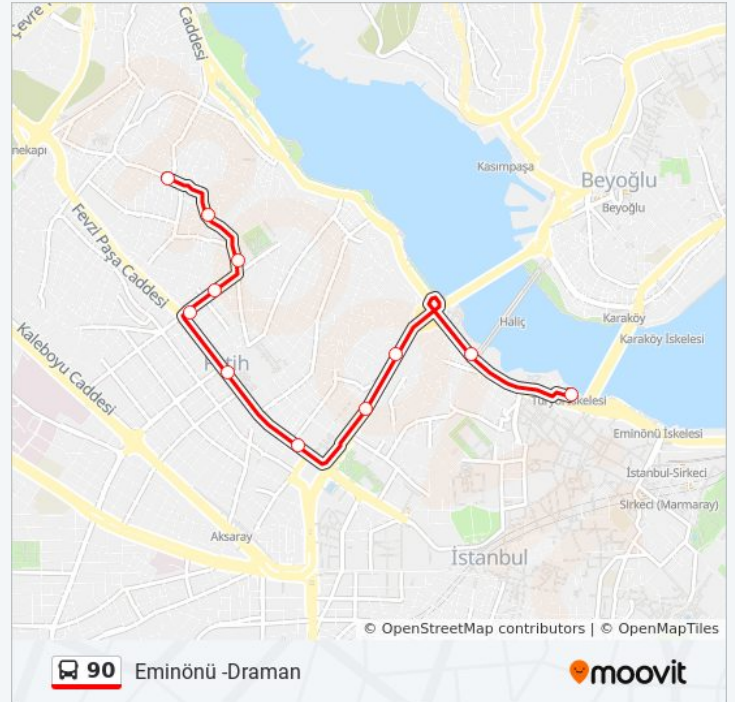 Çevre
Caddesi
nekapı
Kasımpaşa
Beyoğlu
Beyoğlu
Fevzi Paşa Caddesi
Haliç
Karaköy
Karaköy İskelesi
Kaleboyu Caddesi
Eminönü İskelesi
İstanbul-Sirkeci
Sirkeci (Marmaray)
Aksaray
İstanbul
© OpenStreetMap contributors | © OpenMapTiles
90 Eminönü -Draman
moovit